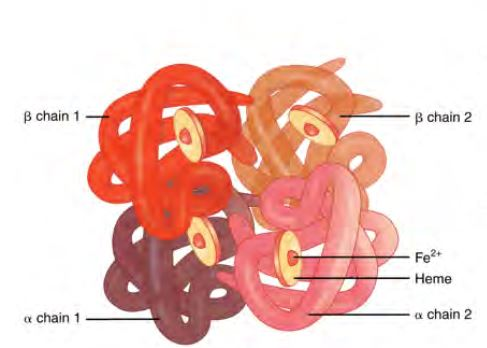 β chain 1
β chain 2
Fe²⁺
Heme
α chain 1
α chain 2